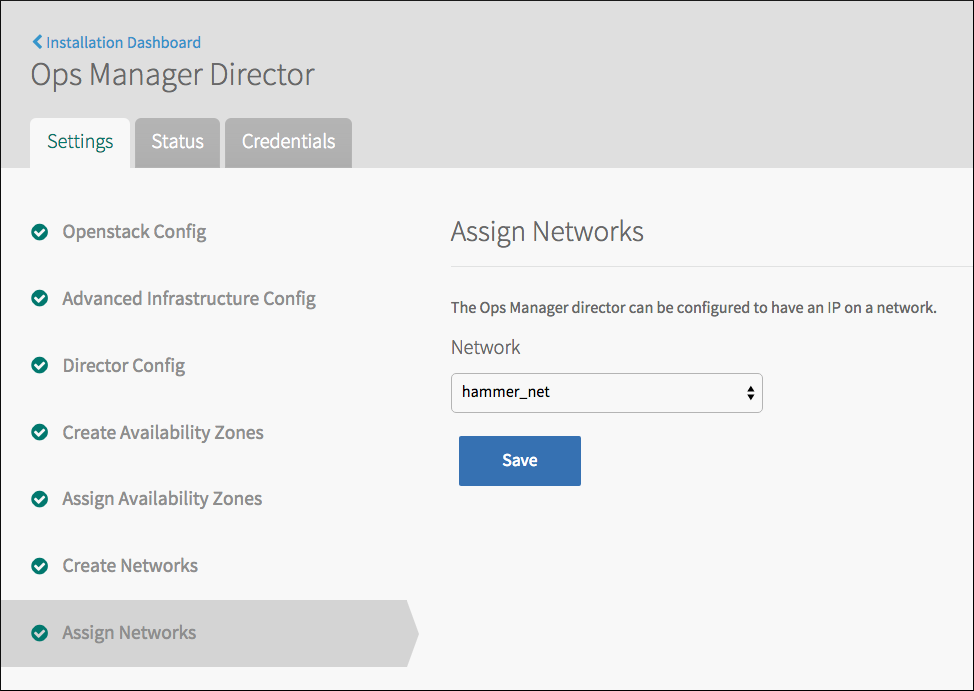 Installation Dashboard
Ops Manager Director
Settings
Status
Credentials
Openstack Config
Advanced Infrastructure Config
Director Config
Create Availability Zones
Assign Availability Zones
Create Networks
Assign Networks
Assign Networks
The Ops Manager director can be configured to have an IP on a network.
Network
hammer_net
Save